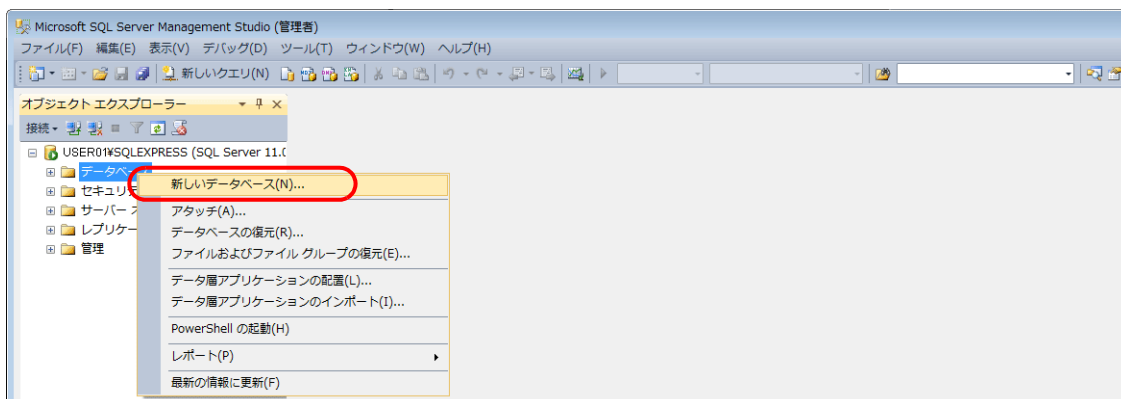 Microsoft SQL Server Management Studio (管理者)
ファイル(F) 編集(E) 表示(V) デバッグ(D) ツール(T) ウィンドウ(W) ヘルプ(H)
新しいクエリ(N)
オブジェクト エクスプローラー
接続
USER01¥SQLEXPRESS (SQL Server 11.0
データベース
セキュリテ
サーバー
レプリケー
管理
新しいデータベース(N)...
アタッチ(A)...
データベースの復元(R)...
ファイルおよびファイル グループの復元(E)...
データ層アプリケーションの配置(L)...
データ層アプリケーションのインポート(I)...
PowerShell の起動(H)
レポート(P)
最新の情報に更新(F)